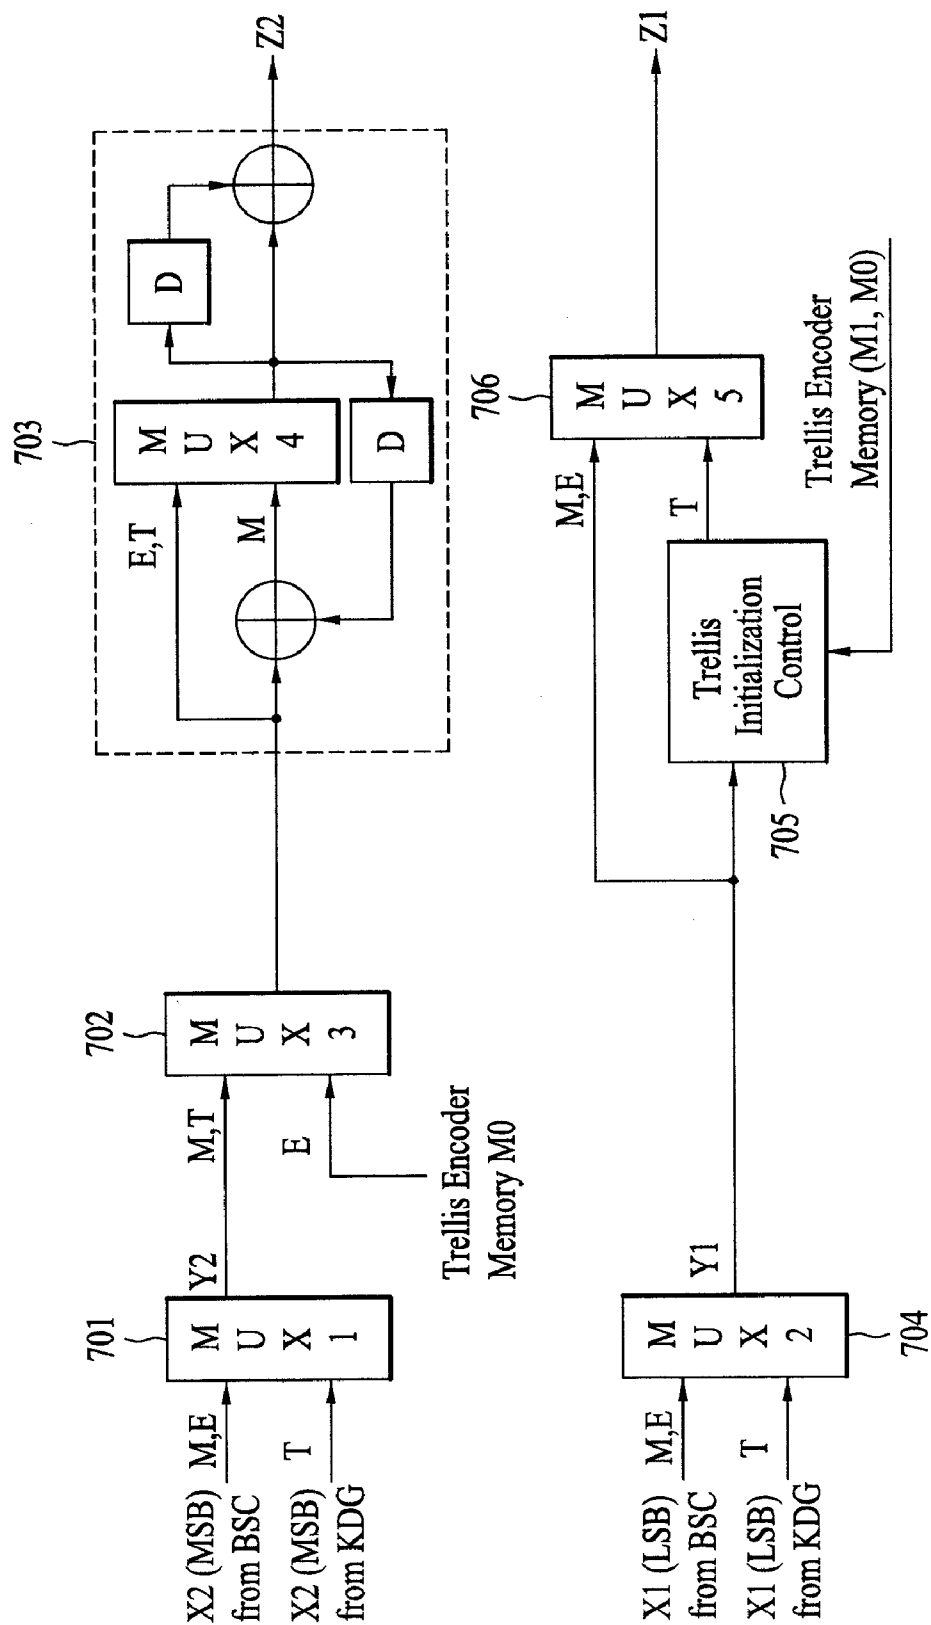 X2 (MSB)
from BSC
M,E
X2 (MSB)
from KDG
T
701
M
U
X
1
Y2
M,T
E
Trellis Encoder
Memory M0
702
M
U
X
3
703
E,T
M
M
U
X
4
D
D
Z2
X1 (LSB)
from BSC
M,E
X1 (LSB)
from KDG
T
704
M
U
X
2
Y1
705
Trellis
Initialization
Control
M,E
T
Trellis Encoder
Memory (M1, M0)
706
M
U
X
5
Z1